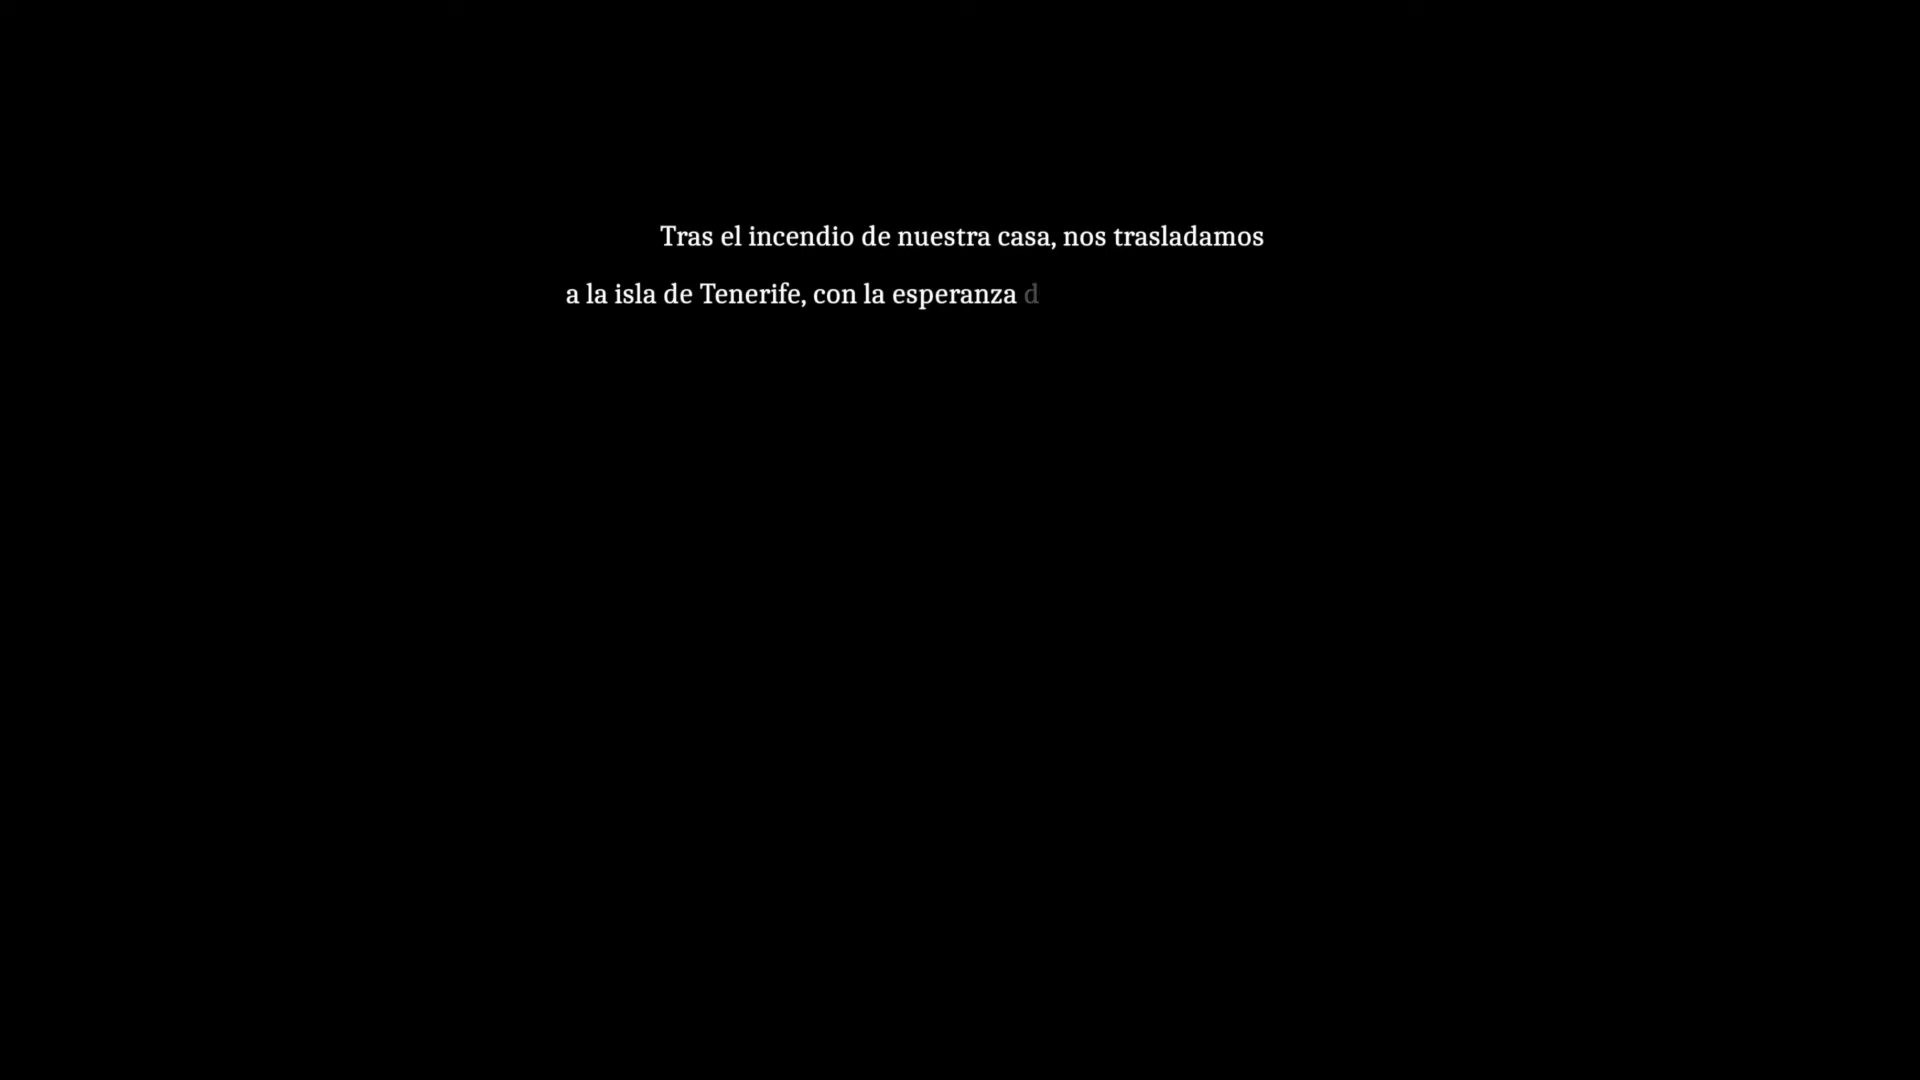 Tras el incendio de nuestra casa, nos trasladamos
a la isla de Tenerife, con la esperanza d